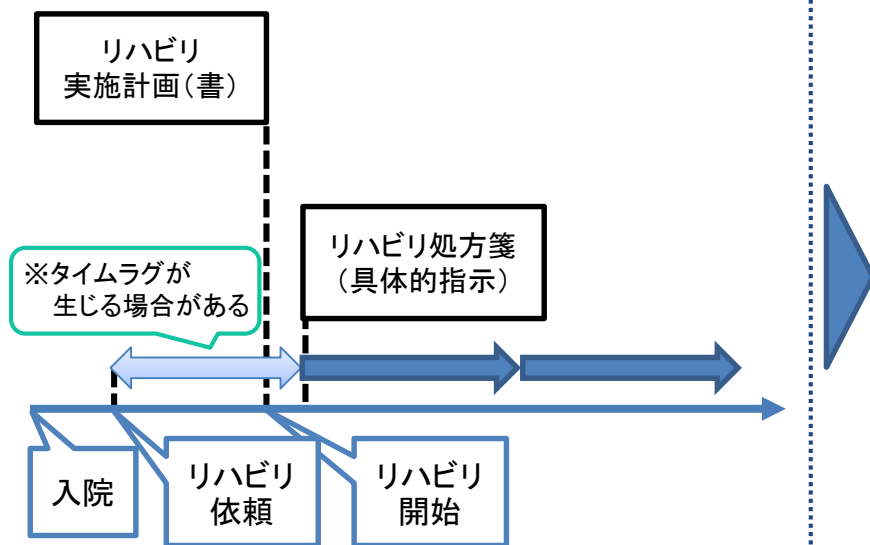 リハビリ
実施計画（書）
リハビリ処方箋
（具体的指示）
※タイムラグが
生じる場合がある
入院
リハビリ
依頼
リハビリ
開始